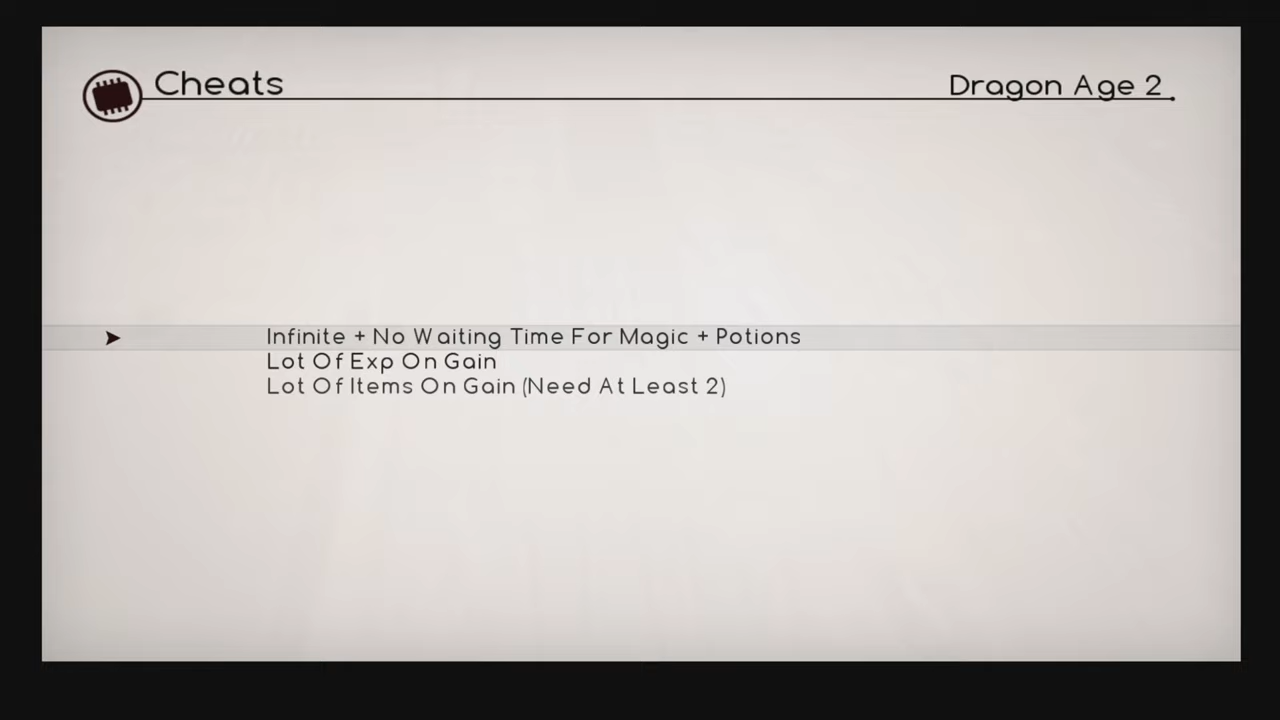 Cheats
Dragon Age 2
Infinite + No Waiting Time For Magic + Potions
Lot Of Exp On Gain
Lot Of Items On Gain (Need At Least 2)